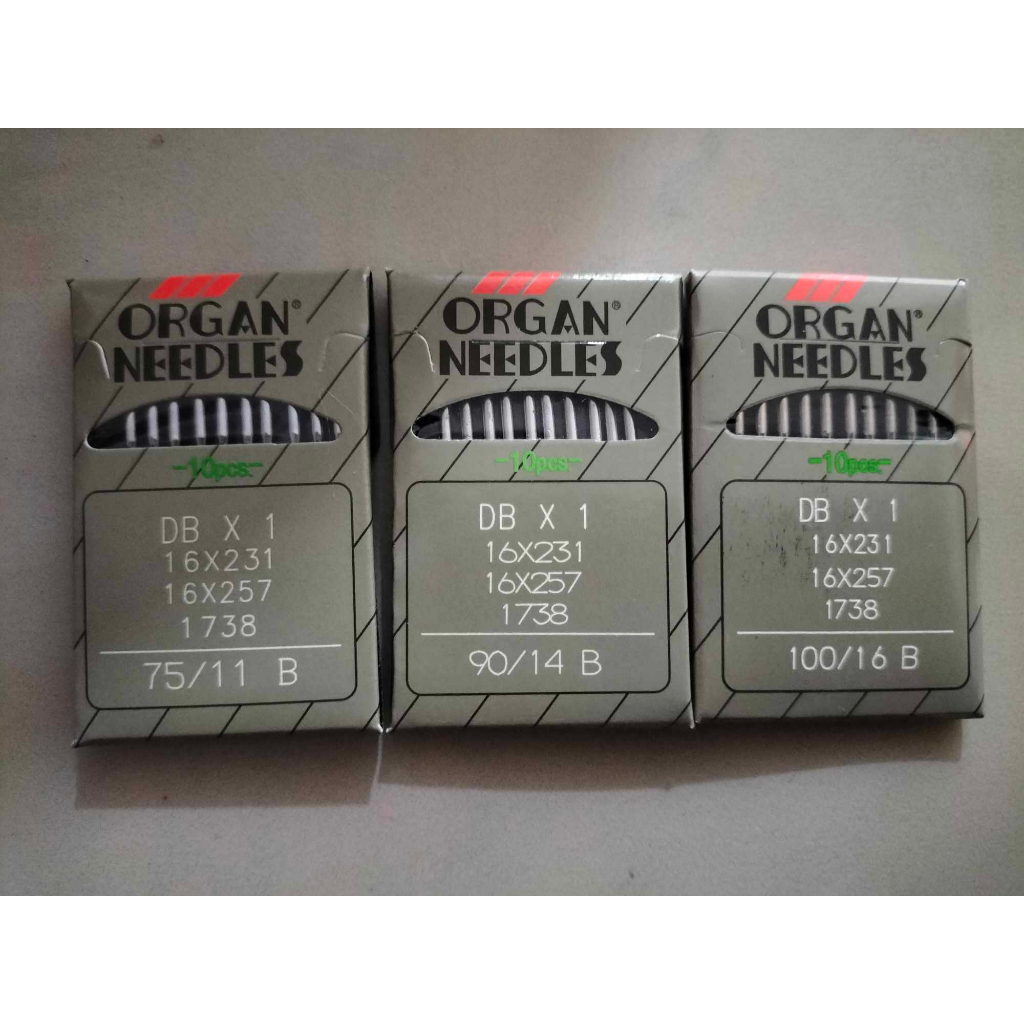 ORGAN®
NEEDLES
-10pcs-
DB X 1
16X231
16X257
1738
75/11 B
ORGAN®
NEEDLES
-10pcs-
DB X 1
16X231
16X257
1738
90/14 B
ORGAN®
NEEDLES
-10pcs-
DB X 1
16X231
16X257
1738
100/16 B